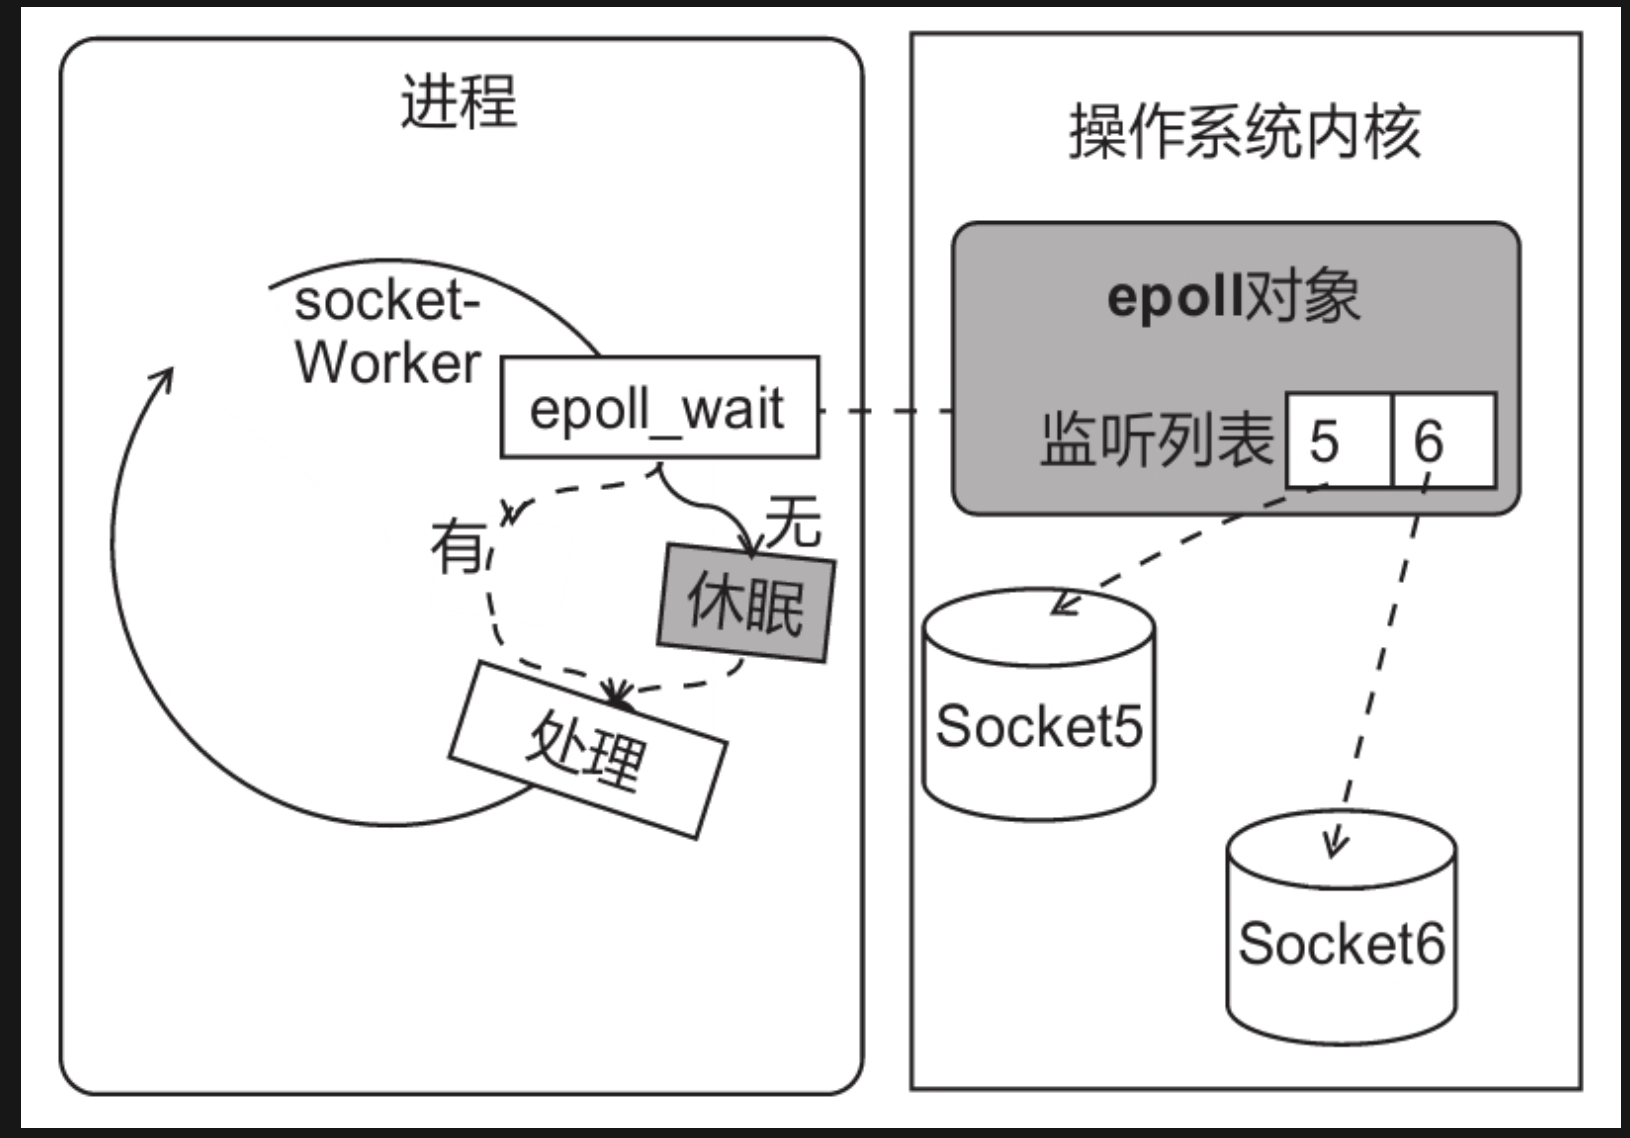 进程
socket-
Worker
epoll_wait
有
无
休眠
处理
操作系统内核
epoll对象
监听列表 5 6
Socket5
Socket6